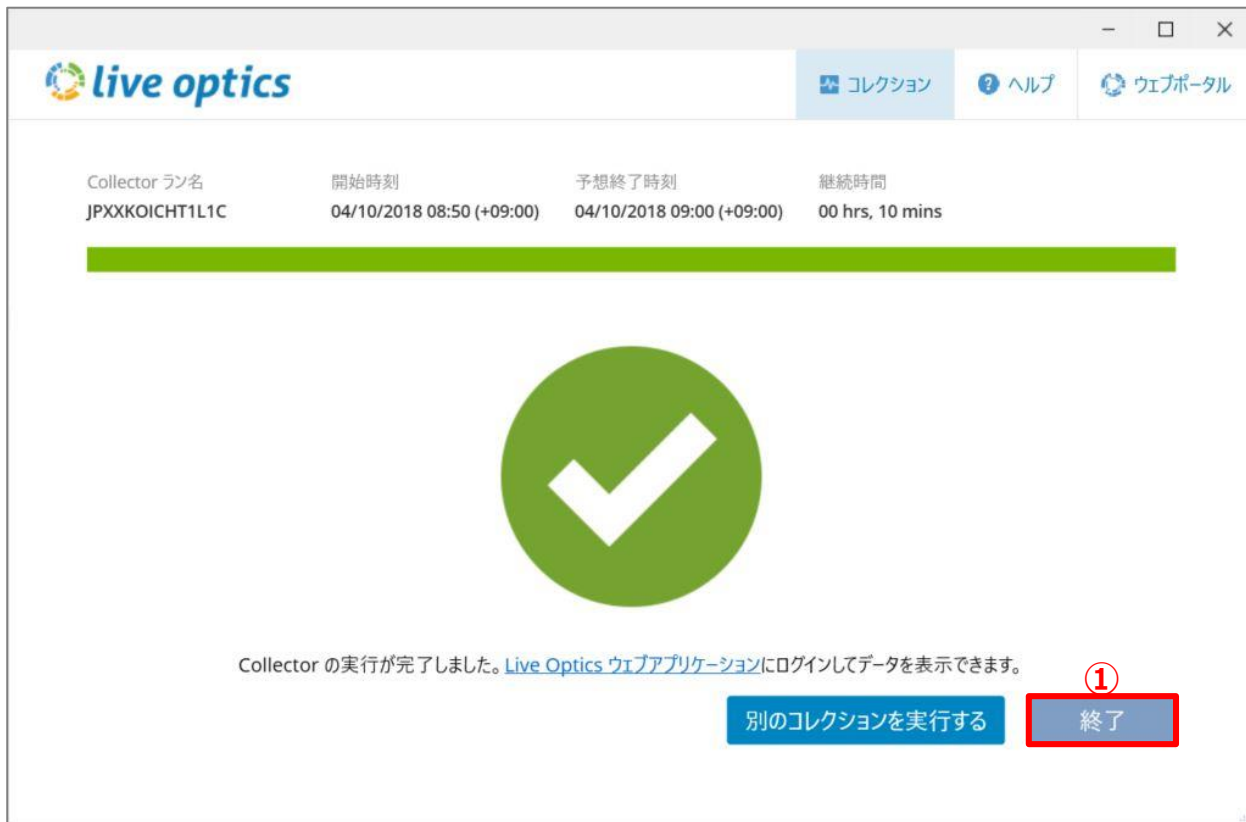 live optics
コレクション
ヘルプ
ウェブポータル
Collector ラン名
開始時刻
予想終了時刻
継続時間
JPXXKOICHT1L1C
04/10/2018 08:50 (+09:00)
04/10/2018 09:00 (+09:00)
00 hrs, 10 mins
Collector の実行が完了しました。Live Optics ウェブアプリケーションにログインしてデータを表示できます。
①
別のコレクションを実行する
終了